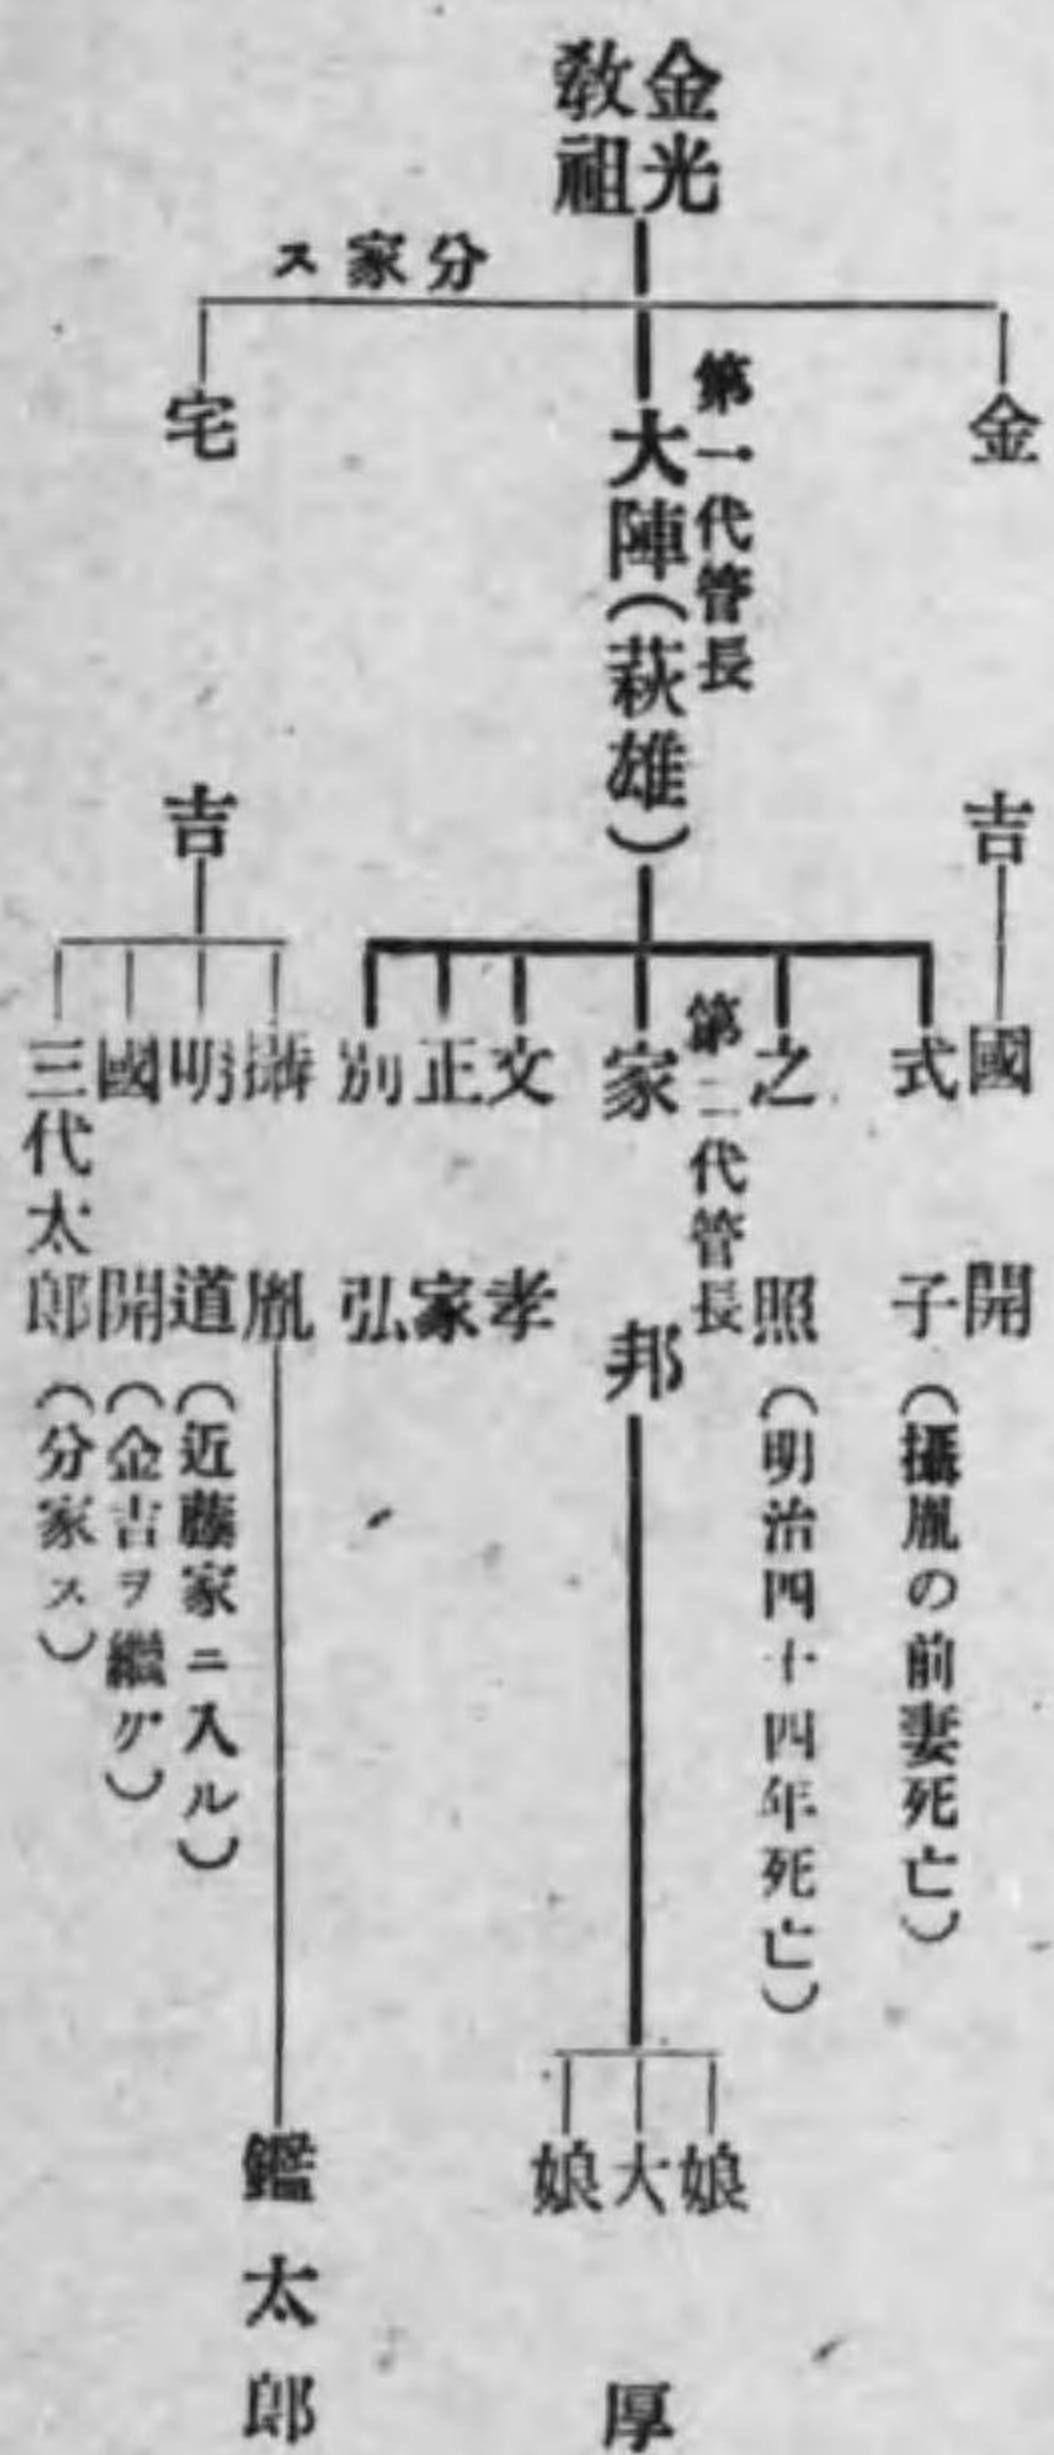 金光
教祖
分家ス
金吉
第一代管長
大陣(萩雄)
宅吉
國開
式子(攝胤の前妻死亡)
之照(明治四十四年死亡)
第二代管長
家邦
文孝
正家
別弘
攝胤
明道(近藤家ニ入ル)
國開(金吉ヲ繼グ)
三代太郎(分家ス)
娘
大厚
娘
鑑太郎